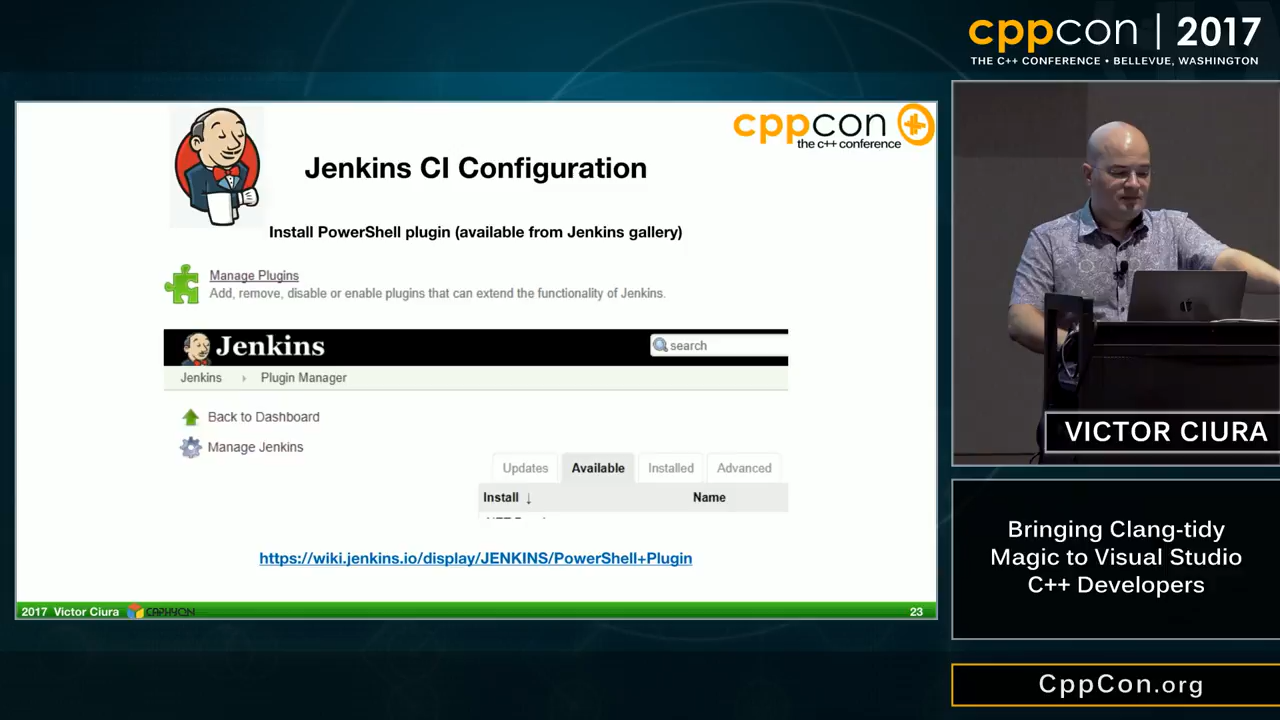 cppcon | 2017
THE C++ CONFERENCE • BELLEVUE, WASHINGTON
cppcon
the c++ conference
Jenkins CI Configuration
Install PowerShell plugin (available from Jenkins gallery)
Manage Plugins
Add, remove, disable or enable plugins that can extend the functionality of Jenkins.
Jenkins
search
Jenkins
Plugin Manager
Back to Dashboard
Manage Jenkins
Updates
Available
Installed
Advanced
Install ↓
Name
https://wiki.jenkins.io/display/JENKINS/PowerShell+Plugin
2017 Victor Ciura
CAPHYON
23
VICTOR CIURA
Bringing Clang-tidy
Magic to Visual Studio
C++ Developers
CppCon.org